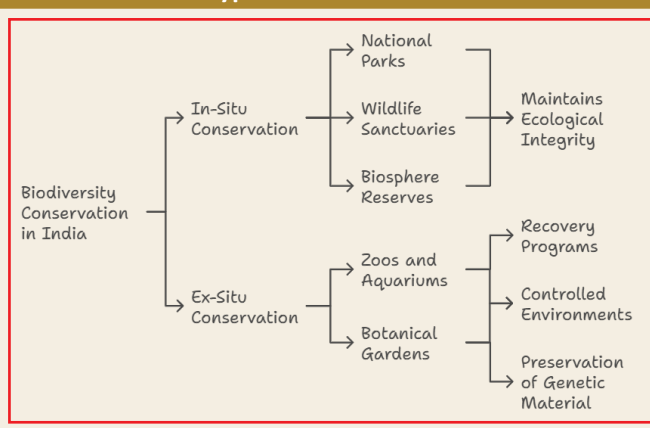 National
Parks
In-Situ
Conservation
Wildlife
Sanctuaries
Maintains
Ecological
Integrity
Biosphere
Reserves
Biodiversity
Conservation
in India
Recovery
Programs
Zoos and
Aquariums
Ex-Situ
Conservation
Controlled
Environments
Botanical
Gardens
Preservation
of Genetic
Material